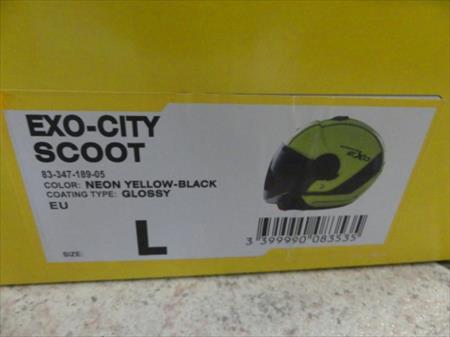 EXO-CITY
SCOOT
83-347-189-05
COLOR: NEON YELLOW-BLACK
COATING TYPE: GLOSSY
EU
SIZE: L
EXO
3 399990 083535